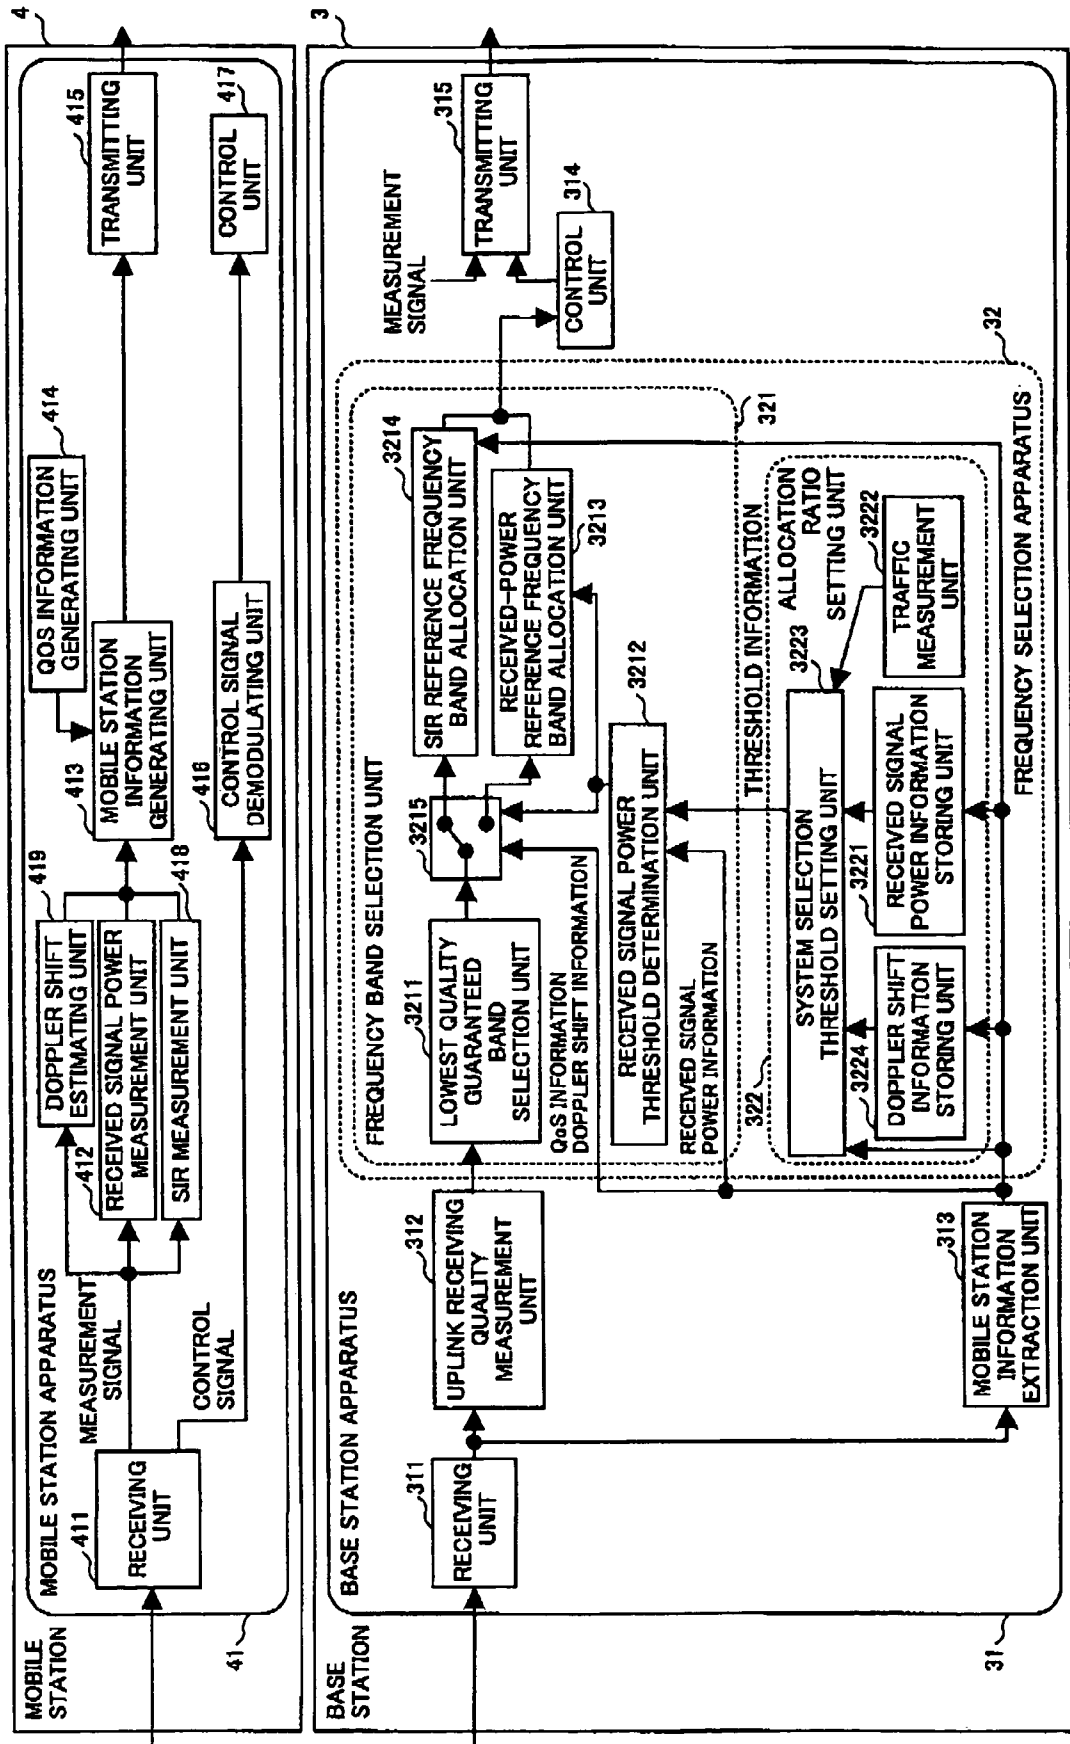 MOBILE
STATION
4
MOBILE STATION APPARATUS
41
411
RECEIVING
UNIT
MEASUREMENT
SIGNAL
CONTROL
SIGNAL
419
DOPPLER SHIFT
ESTIMATING UNIT
412
RECEIVED SIGNAL POWER
MEASUREMENT UNIT
418
SIR MEASUREMENT UNIT
413
MOBILE STATION
INFORMATION
GENERATING UNIT
414
QOS INFORMATION
GENERATING UNIT
415
TRANSMITTING
UNIT
416
CONTROL SIGNAL
DEMODULATING UNIT
417
CONTROL
UNIT
BASE
STATION
3
BASE STATION APPARATUS
31
311
RECEIVING
UNIT
312
UPLINK RECEIVING
QUALITY
MEASUREMENT
UNIT
313
MOBILE STATION
INFORMATION
EXTRACTION UNIT
FREQUENCY BAND SELECTION UNIT
3211
LOWEST QUALITY
GUARANTEED
BAND
SELECTION UNIT
3215
3214
SIR REFERENCE FREQUENCY
BAND ALLOCATION UNIT
RECEIVED-POWER
REFERENCE FREQUENCY
BAND ALLOCATION UNIT
3213
QoS INFORMATION
DOPPLER SHIFT INFORMATION
RECEIVED SIGNAL POWER
THRESHOLD DETERMINATION UNIT
3212
RECEIVED SIGNAL
POWER INFORMATION
THRESHOLD INFORMATION
321
322
ALLOCATION
RATIO
SETTING UNIT
SYSTEM SELECTION
THRESHOLD SETTING UNIT
3223
3224
DOPPLER SHIFT
INFORMATION
STORING UNIT
3221
RECEIVED SIGNAL
POWER INFORMATION
STORING UNIT
3222
TRAFFIC
MEASUREMENT
UNIT
FREQUENCY SELECTION APPARATUS
32
MEASUREMENT
SIGNAL
314
CONTROL
UNIT
315
TRANSMITTING
UNIT